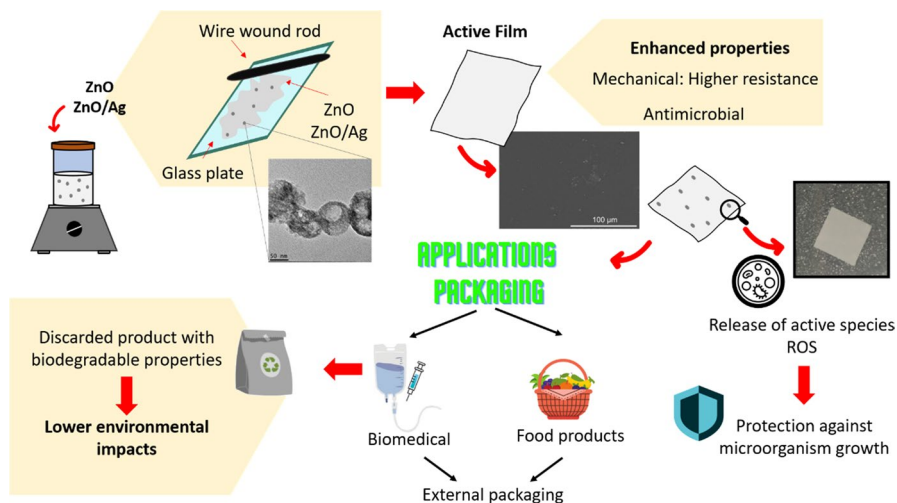 Wire wound rod
ZnO
ZnO/Ag
ZnO
ZnO/Ag
Glass plate
50 nm
Active Film
Enhanced properties
Mechanical: Higher resistance
Antimicrobial
100 µm
APPLICATIONS
PACKAGING
Release of active species
ROS
Protection against
microorganism growth
Discarded product with
biodegradable properties
Lower environmental
impacts
Biomedical
Food products
External packaging